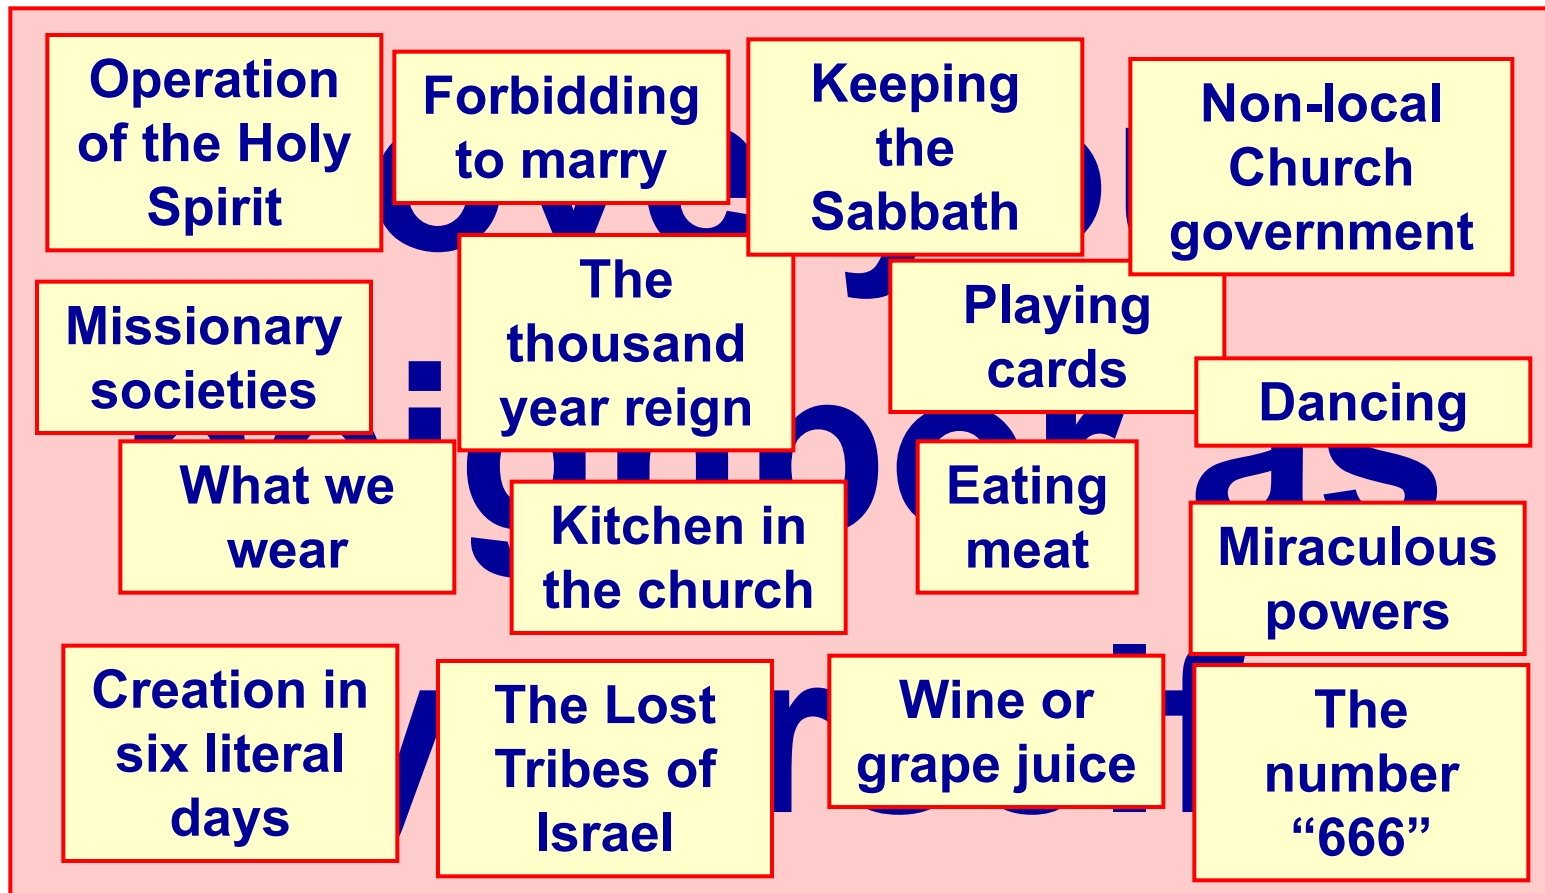 Operation
of the Holy
Spirit
Forbidding
to marry
Keeping
the
Sabbath
Non-local
Church
government
Missionary
societies
The
thousand
year reign
Playing
cards
Dancing
What we
wear
Kitchen in
the church
Eating
meat
Miraculous
powers
Creation in
six literal
days
The Lost
Tribes of
Israel
Wine or
grape juice
The
number
“666”
as